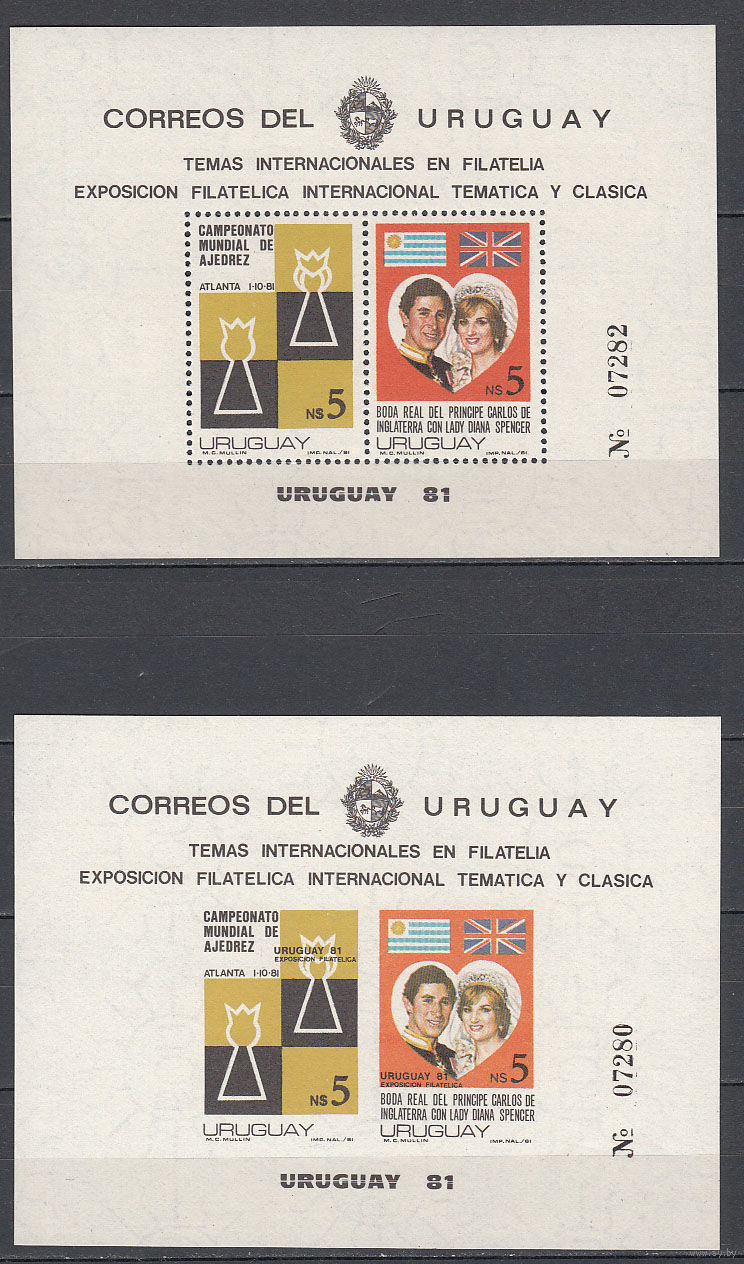 CORREOS DEL URUGUAY
TEMAS INTERNACIONALES EN FILATELIA
EXPOSICION FILATELICA INTERNACIONAL TEMATICA Y CLASICA
CAMPEONATO
MUNDIAL DE
AJEDREZ
ATLANTA 1·10·81
N$ 5
URUGUAY
M.C. MULLIN IMP. NAL./81
N$ 5
BODA REAL DEL PRINCIPE CARLOS DE
INGLATERRA CON LADY DIANA SPENCER
URUGUAY
M.C. MULLIN IMP. NAL./81
Nº 07282
URUGUAY 81
CORREOS DEL URUGUAY
TEMAS INTERNACIONALES EN FILATELIA
EXPOSICION FILATELICA INTERNACIONAL TEMATICA Y CLASICA
CAMPEONATO
MUNDIAL DE
AJEDREZ
URUGUAY 81
EXPOSICION FILATELICA
ATLANTA 1·10·81
N$ 5
URUGUAY
M.C. MULLIN IMP. NAL./81
URUGUAY 81
EXPOSICION FILATELICA
N$ 5
BODA REAL DEL PRINCIPE CARLOS DE
INGLATERRA CON LADY DIANA SPENCER
URUGUAY
M.C. MULLIN IMP. NAL./81
Nº 07280
URUGUAY 81